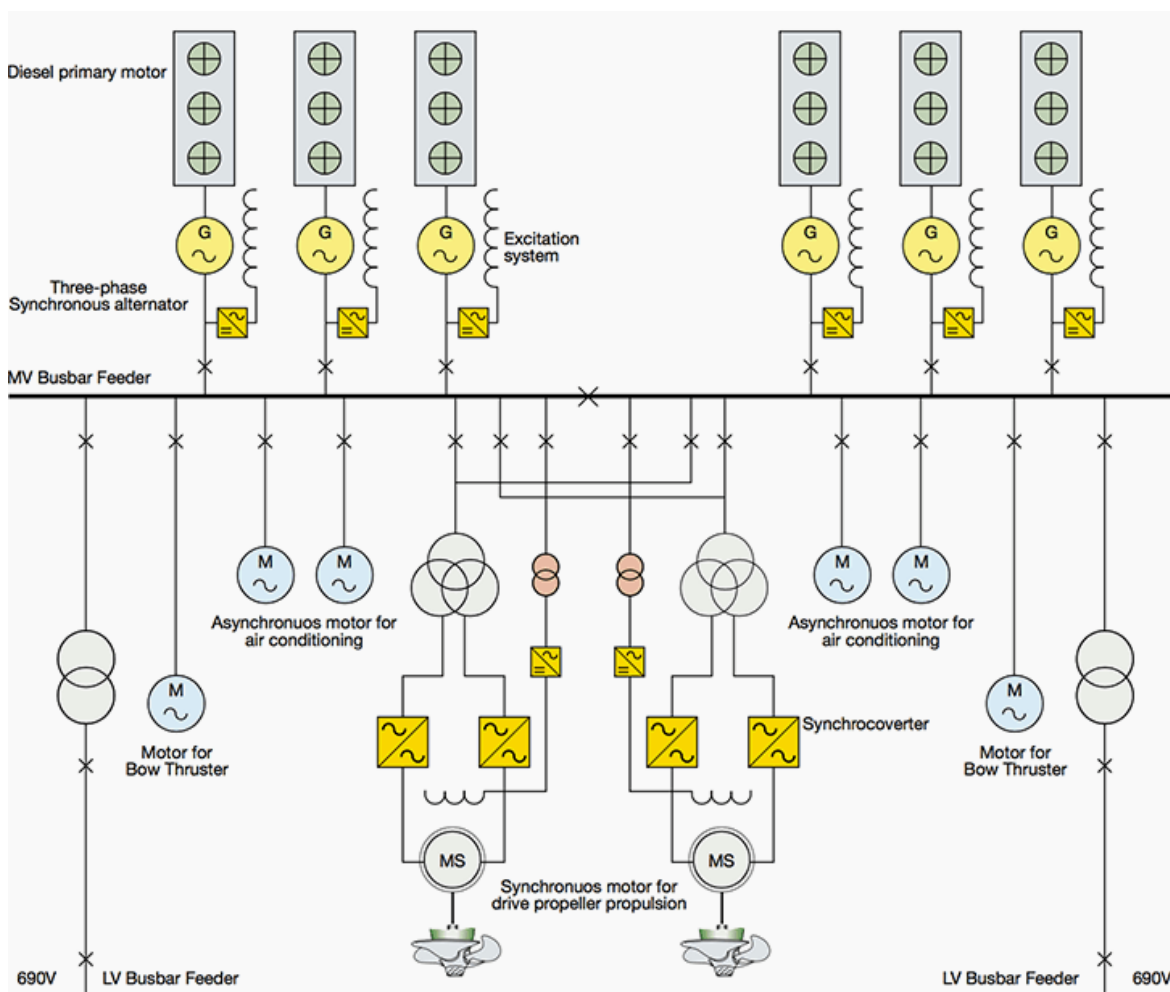 Diesel primary motor
G
G
G
G
G
G
Excitation
system
Three-phase
Synchronous alternator
MV Busbar Feeder
M
M
M
M
Asynchronuos motor for
air conditioning
Asynchronuos motor for
air conditioning
M
M
Motor for
Bow Thruster
Synchrocoverter
Motor for
Bow Thruster
MS
MS
Synchronuos motor for
drive propeller propulsion
690V
LV Busbar Feeder
LV Busbar Feeder
690V